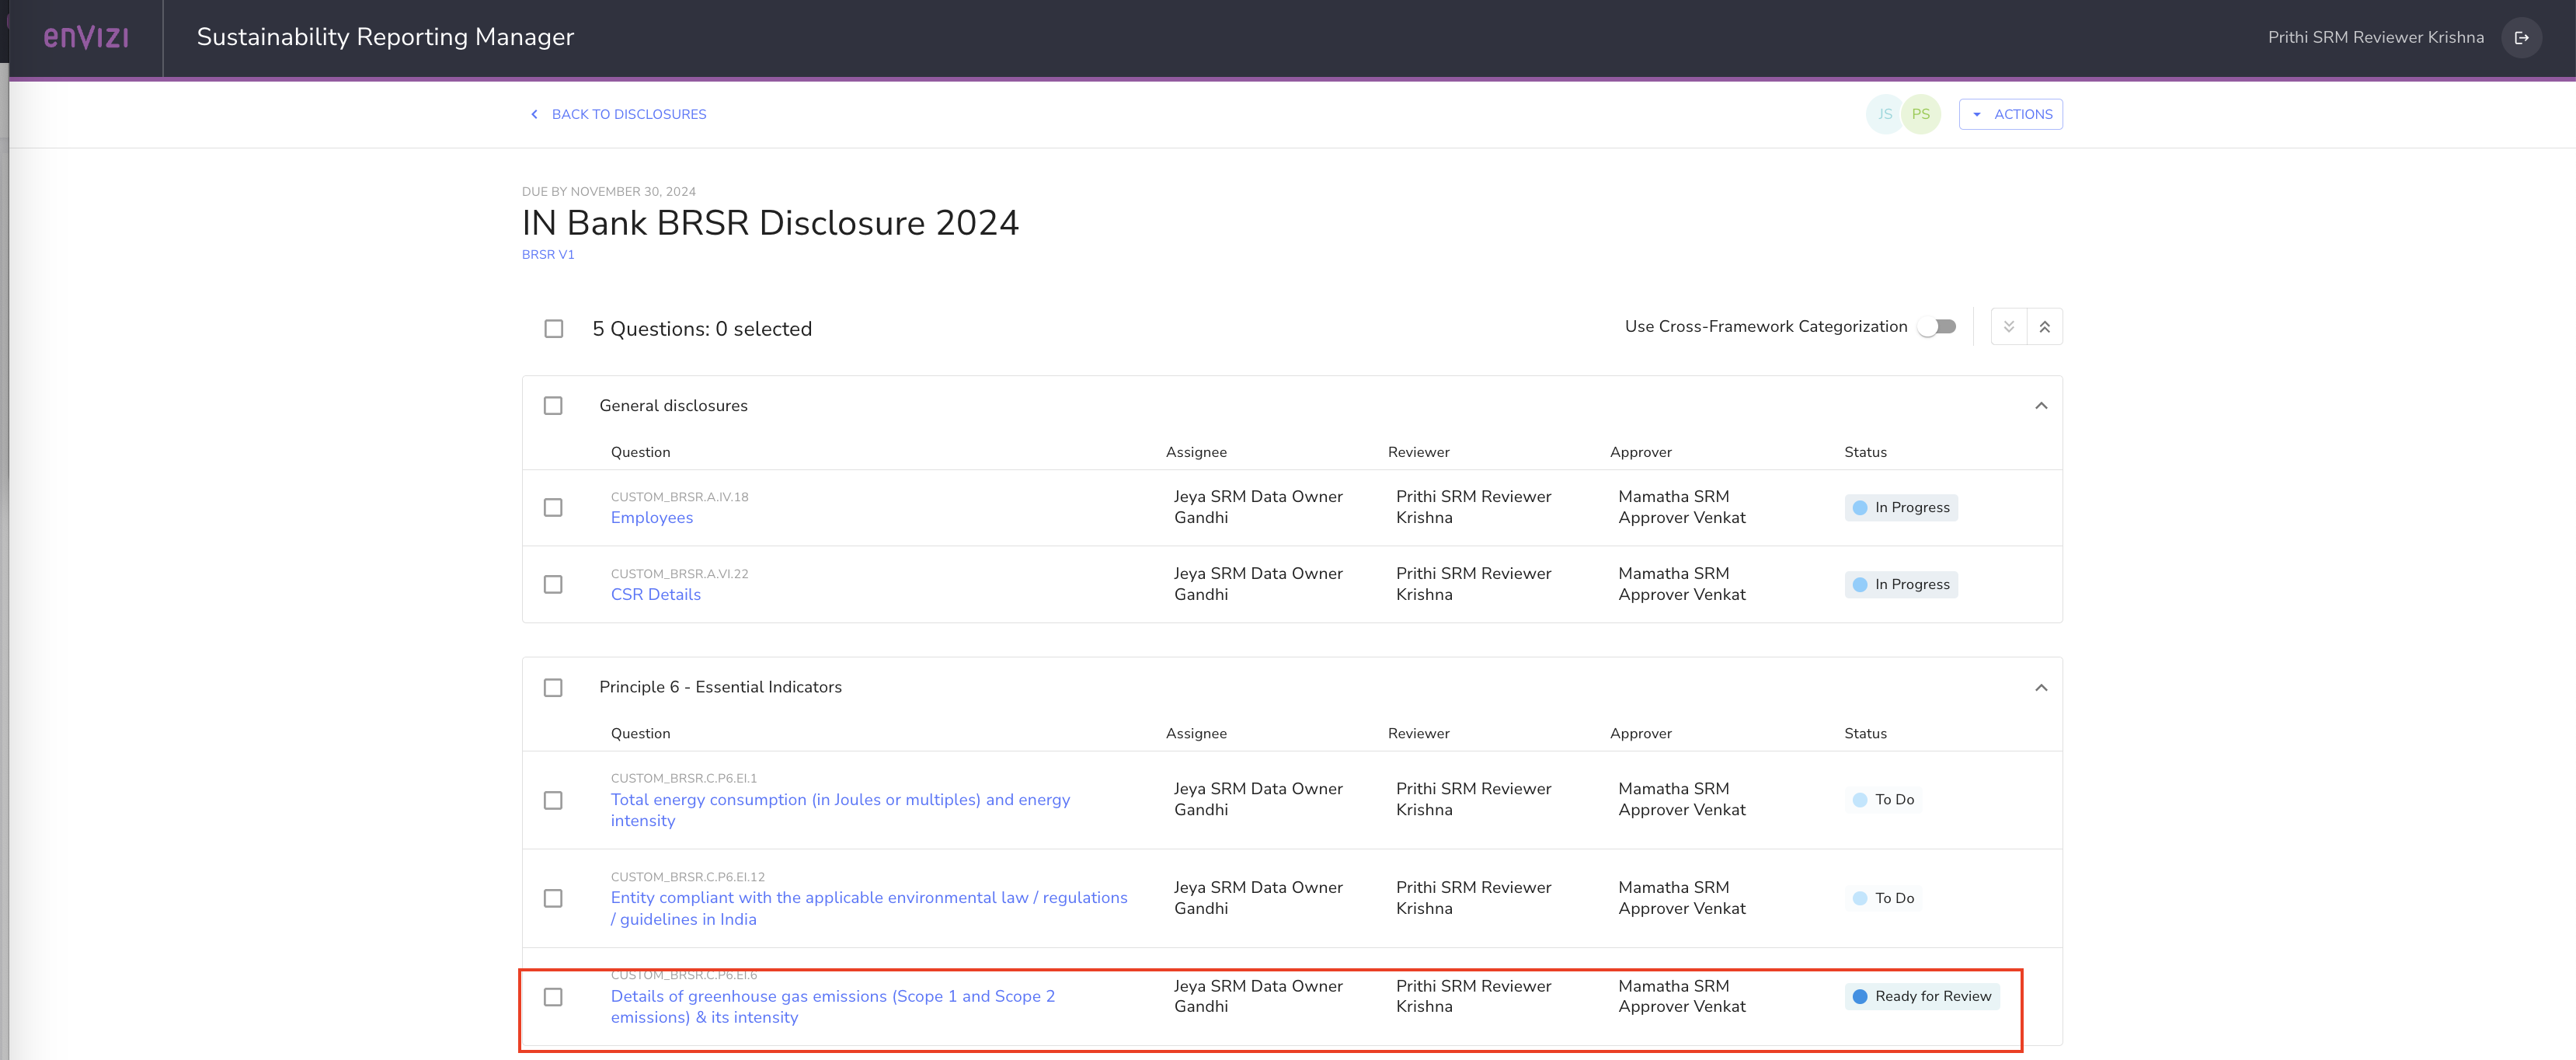 enVIZI
Sustainability Reporting Manager
Prithi SRM Reviewer Krishna
BACK TO DISCLOSURES
JS
PS
ACTIONS
DUE BY NOVEMBER 30, 2024
IN Bank BRSR Disclosure 2024
BRSR V1
5 Questions: 0 selected
Use Cross-Framework Categorization
General disclosures
Question Assignee Reviewer Approver Status
CUSTOM_BRSR.A.IV.18
Employees
Jeya SRM Data Owner
Gandhi
Prithi SRM Reviewer
Krishna
Mamatha SRM
Approver Venkat
In Progress
CUSTOM_BRSR.A.VI.22
CSR Details
Jeya SRM Data Owner
Gandhi
Prithi SRM Reviewer
Krishna
Mamatha SRM
Approver Venkat
In Progress
Principle 6 - Essential Indicators
Question Assignee Reviewer Approver Status
CUSTOM_BRSR.C.P6.EI.1
Total energy consumption (in Joules or multiples) and energy
intensity
Jeya SRM Data Owner
Gandhi
Prithi SRM Reviewer
Krishna
Mamatha SRM
Approver Venkat
To Do
CUSTOM_BRSR.C.P6.EI.12
Entity compliant with the applicable environmental law / regulations
/ guidelines in India
Jeya SRM Data Owner
Gandhi
Prithi SRM Reviewer
Krishna
Mamatha SRM
Approver Venkat
To Do
CUSTOM_BRSR.C.P6.EI.6
Details of greenhouse gas emissions (Scope 1 and Scope 2
emissions) & its intensity
Jeya SRM Data Owner
Gandhi
Prithi SRM Reviewer
Krishna
Mamatha SRM
Approver Venkat
Ready for Review